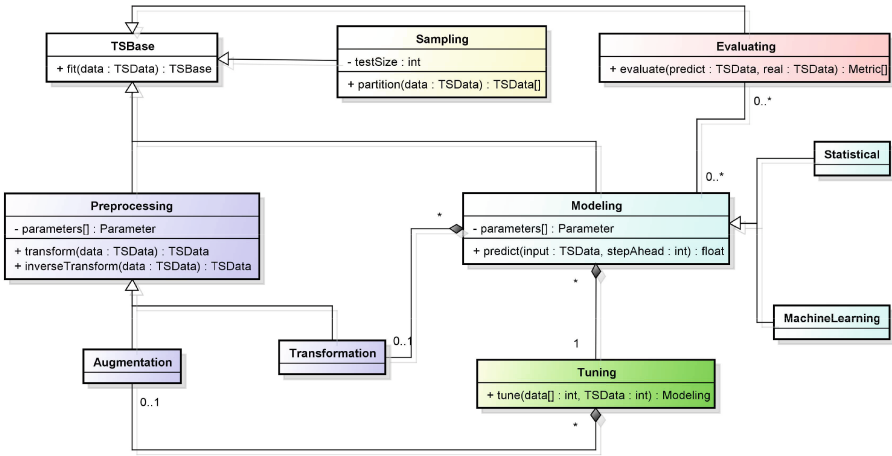 TSBase
+ fit(data : TSData) : TSBase
Sampling
- testSize : int
+ partition(data : TSData) : TSData[]
Evaluating
+ evaluate(predict : TSData, real : TSData) : Metric[]
0..*
0..*
Statistical
Preprocessing
- parameters[] : Parameter
+ transform(data : TSData) : TSData
+ inverseTransform(data : TSData) : TSData
*
Modeling
- parameters[] : Parameter
+ predict(input : TSData, stepAhead : int) : float
*
MachineLearning
0..1
1
Transformation
Augmentation
Tuning
+ tune(data[] : int, TSData : int) : Modeling
0..1
*